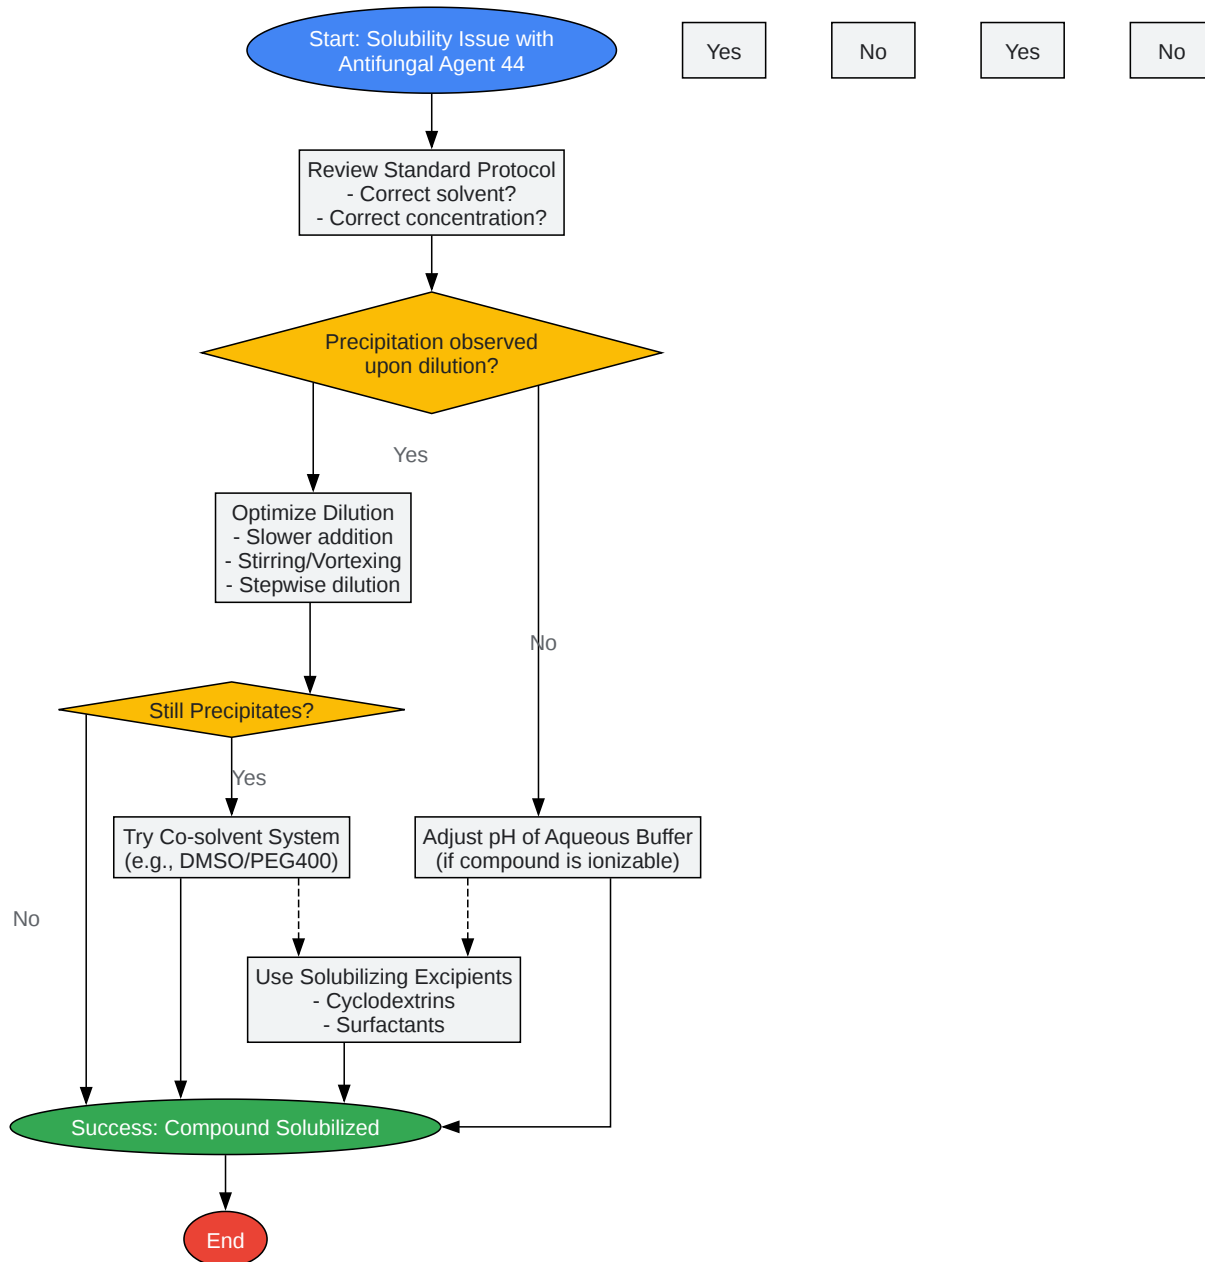 Start: Solubility Issue with
Antifungal Agent 44
Yes
No
Yes
No
Review Standard Protocol
- Correct solvent?
- Correct concentration?
Precipitation observed
upon dilution?
Yes
Optimize Dilution
- Slower addition
- Stirring/Vortexing
- Stepwise dilution
No
Still Precipitates?
Yes
Try Co-solvent System
(e.g., DMSO/PEG400)
Adjust pH of Aqueous Buffer
(if compound is ionizable)
No
Use Solubilizing Excipients
- Cyclodextrins
- Surfactants
Success: Compound Solubilized
End